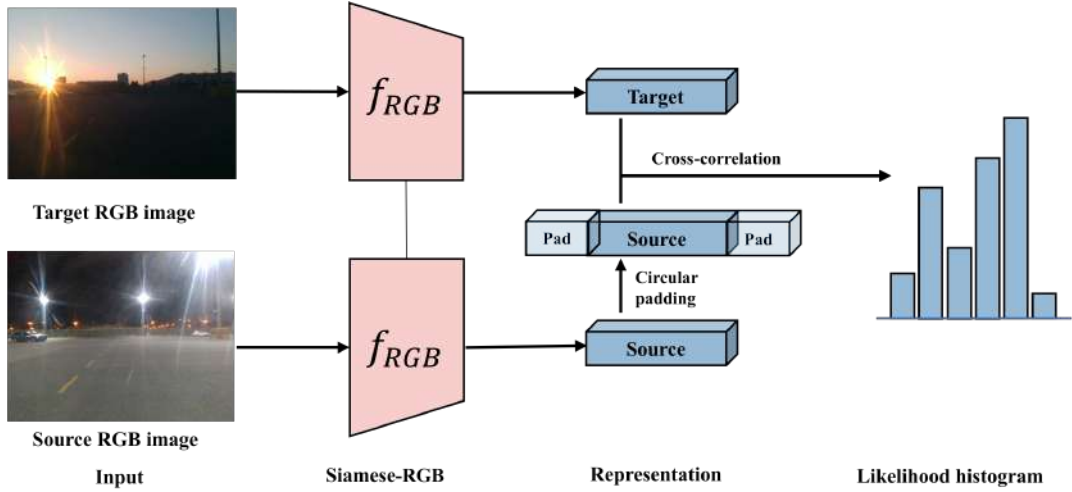 f_RGB
Target
Cross-correlation
Target RGB image
Pad
Source
Pad
Circular
padding
f_RGB
Source
Source RGB image
Input
Siamese-RGB
Representation
Likelihood histogram